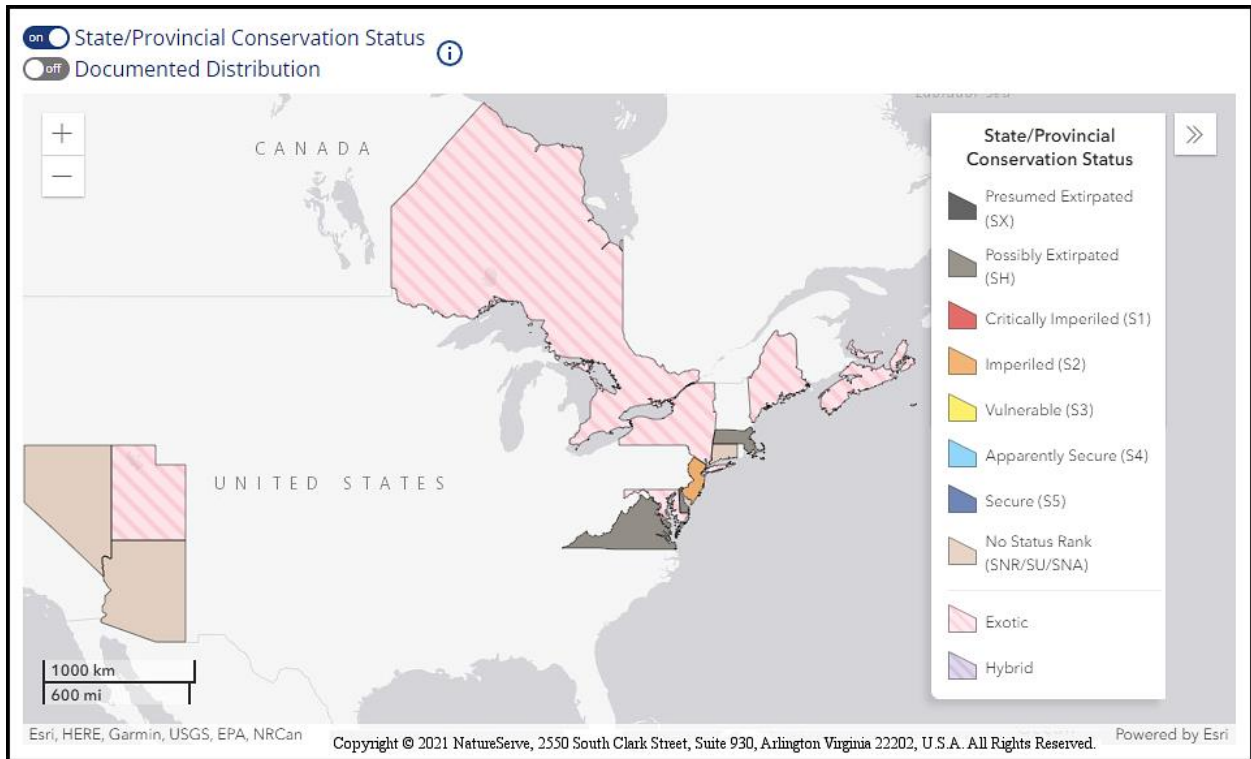 on State/Provincial Conservation Status
off Documented Distribution
CANADA
UNITED STATES
State/Provincial
Conservation Status
Presumed Extirpated
(SX)
Possibly Extirpated
(SH)
Critically Imperiled (S1)
Imperiled (S2)
Vulnerable (S3)
Apparently Secure (S4)
Secure (S5)
No Status Rank
(SNR/SU/SNA)
Exotic
Hybrid
1000 km
600 mi
Esri, HERE, Garmin, USGS, EPA, NRCan
Copyright © 2021 NatureServe, 2550 South Clark Street, Suite 930, Arlington Virginia 22202, U.S.A. All Rights Reserved.
Powered by Esri